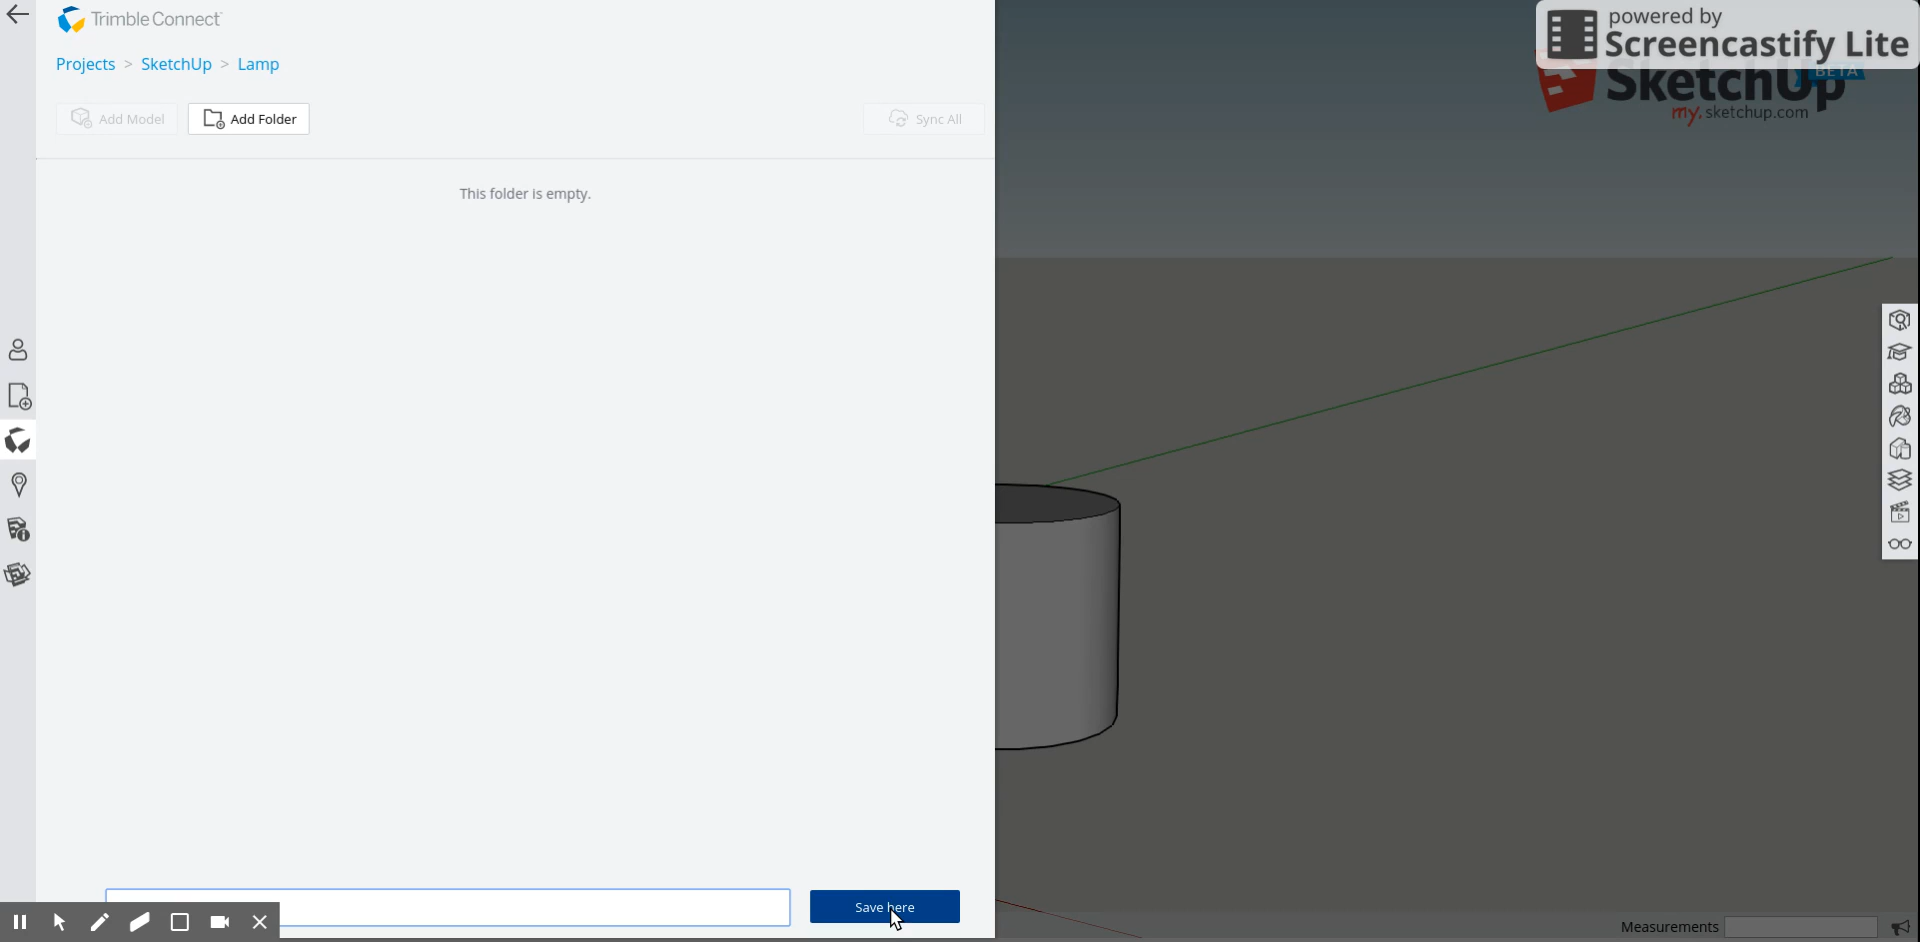 Trimble Connect
powered by
Screencastify Lite
SketchUp
BETA
my.sketchup.com
Projects > SketchUp > Lamp
Add Model
Add Folder
Sync All
This folder is empty.
Save here
Measurements